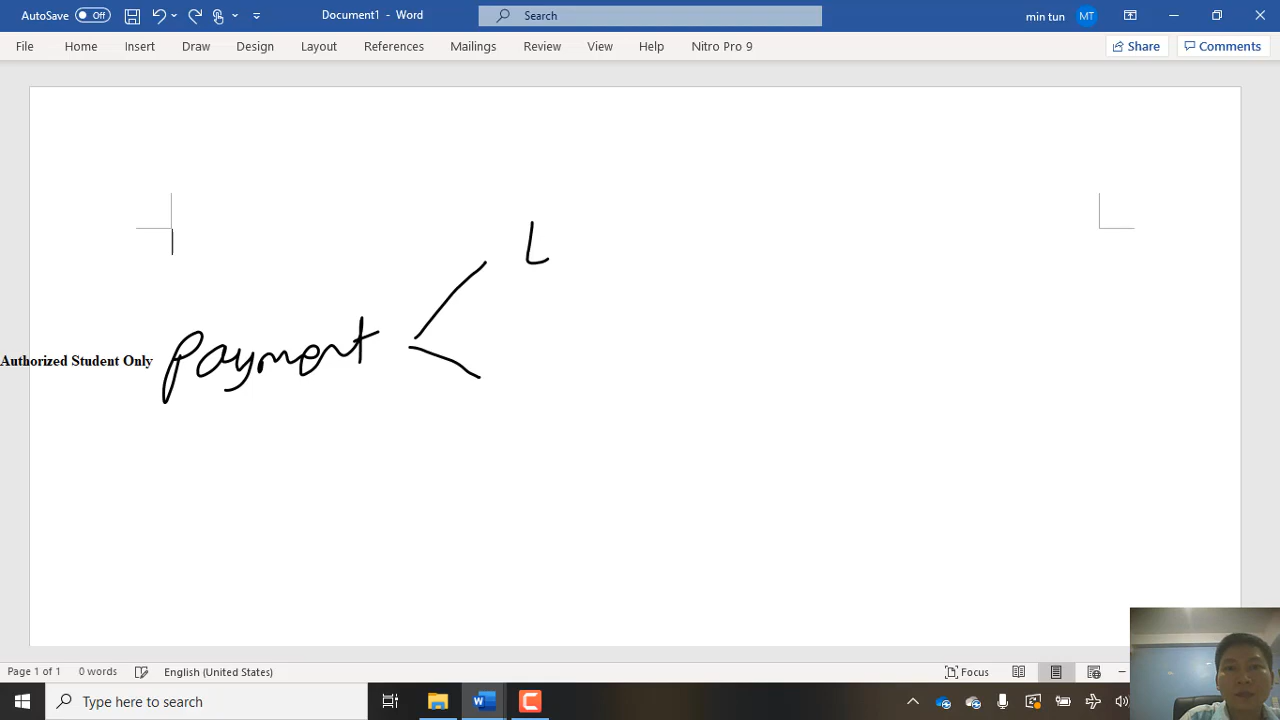 AutoSave Off Document1 - Word Search min tun MT
File Home Insert Draw Design Layout References Mailings Review View Help Nitro Pro 9 Share Comments
L
Payment
Authorized Student Only
Page 1 of 1 0 words English (United States) Focus
Type here to search